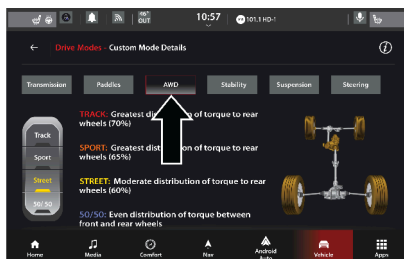 46°
OUT
10:57
101.1 HD-1
← Drive Modes - Custom Mode Details
Transmission Paddles AWD Stability Suspension Steering
TRACK: Greatest of torque to rear
wheels (70%)
SPORT: Greatest of torque to rear
wheels (65%)
STREET: Moderate distribution of torque to rear
wheels (60%)
50/50: Even distribution of torque between
front and rear wheels
Track
Sport
Street
50/50
Home Media Comfort Nav Android
Auto Vehicle Apps